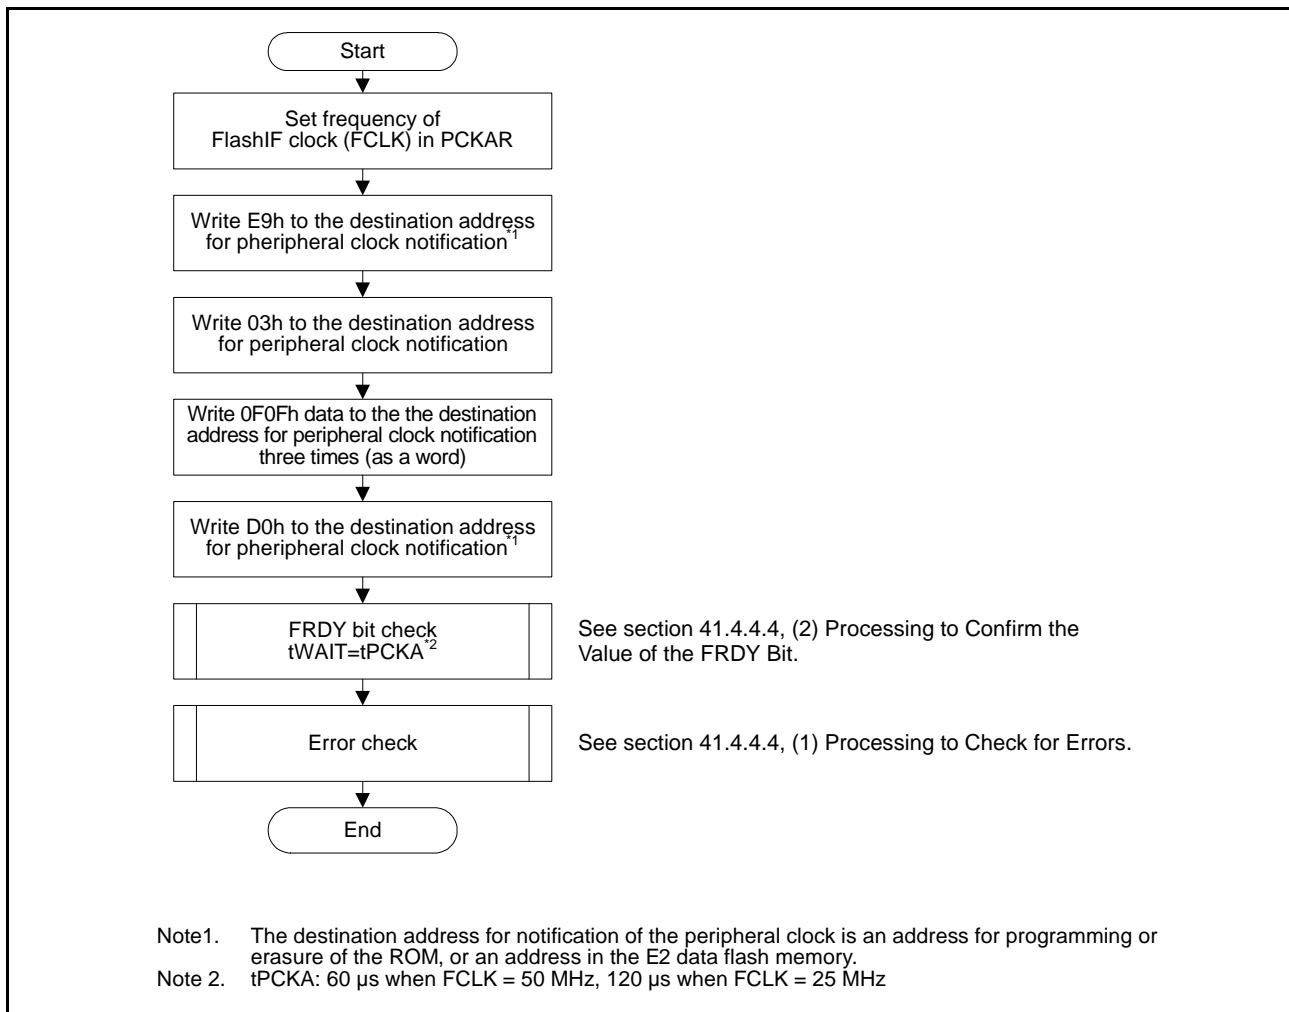 Start
Set frequency of
FlashIF clock (FCLK) in PCKAR
Write E9h to the destination address
for pheripheral clock notification*1
Write 03h to the destination address
for peripheral clock notification
Write 0F0Fh data to the the destination
address for peripheral clock notification
three times (as a word)
Write D0h to the destination address
for pheripheral clock notification*1
FRDY bit check
tWAIT=tPCKA*2
See section 41.4.4.4, (2) Processing to Confirm the
Value of the FRDY Bit.
Error check
See section 41.4.4.4, (1) Processing to Check for Errors.
End
Note1. The destination address for notification of the peripheral clock is an address for programming or
erasure of the ROM, or an address in the E2 data flash memory.
Note 2. tPCKA: 60 µs when FCLK = 50 MHz, 120 µs when FCLK = 25 MHz